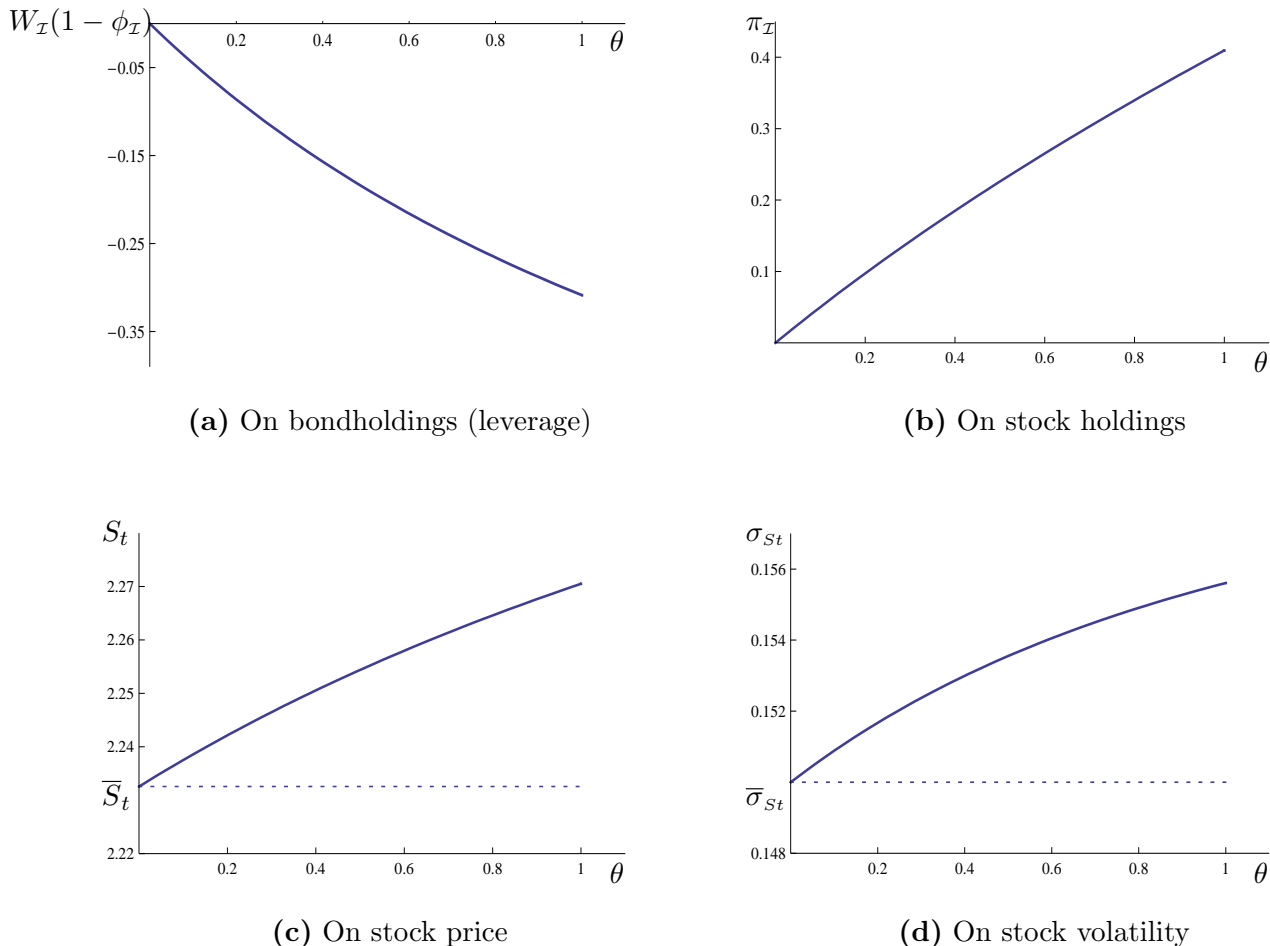 W_I(1 − ϕ_I)
0.2 0.4 0.6 0.8 1 θ
−0.05
−0.15
−0.25
−0.35
(a) On bondholdings (leverage)
π_I
0.4
0.3
0.2
0.1
0.2 0.4 0.6 0.8 1
θ
(b) On stock holdings
S_t
2.27
2.26
2.25
2.24
S̅_t
2.22
0.2 0.4 0.6 0.8 1 θ
(c) On stock price
σ_St
0.156
0.154
0.152
σ̅_St
0.148
0.2 0.4 0.6 0.8 1 θ
(d) On stock volatility